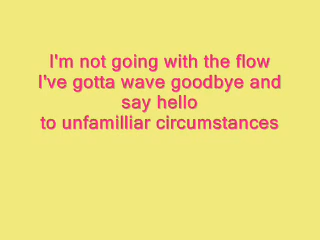 I'm not going with the flow
I've gotta wave goodbye and
say hello
to unfamilliar circumstances